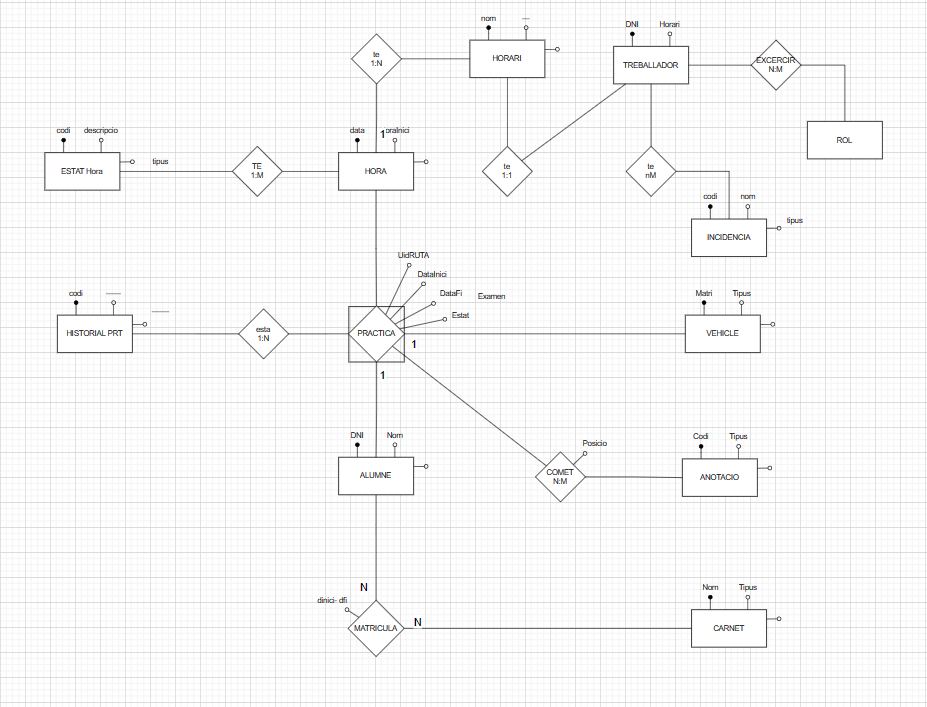 nom
DNI
Horari
te
1:N
HORARI
TREBALLADOR
EXCERCIR
N:M
codi
descripcio
tipus
ESTAT Hora
TE
1:M
data
1
oraInici
HORA
te
1:1
te
nM
ROL
codi
nom
tipus
INCIDENCIA
UidRUTA
DataInici
DataFi
Examen
Estat
codi
HISTORIAL PRT
esta
1:N
PRACTICA
1
1
Matri
Tipus
VEHICLE
DNI
Nom
ALUMNE
Posicio
COMET
N:M
Codi
Tipus
ANOTACIO
N
dinici- dfi
MATRICULA
N
Nom
Tipus
CARNET